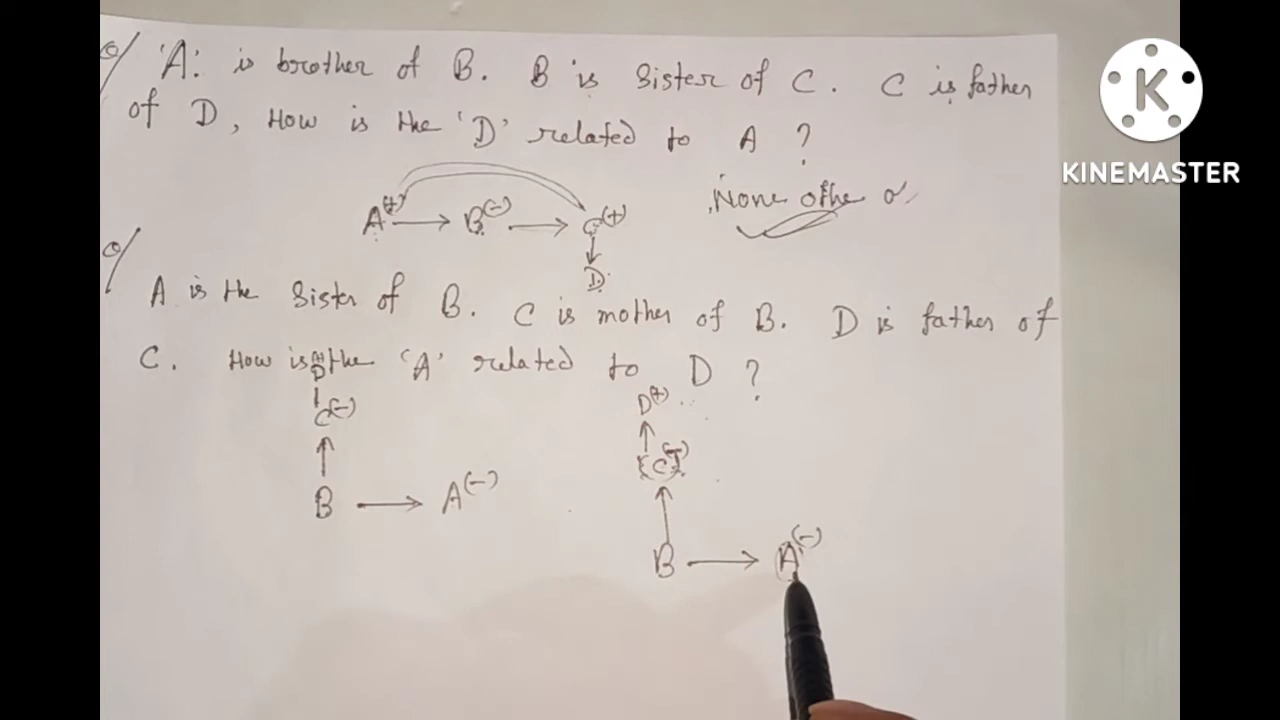 Q/ 'A' is brother of B. B is Sister of C. C is father
of D, How is the 'D' related to A ?
None of the
A(+) → B(-) → C(+)
D
Q/
A is the Sister of B. C is mother of B. D is father of
C. How is the 'A' related to D ?
D(+)
C(-)
B → A(-)
D(+)
C(-)
B → A(-)
K
KINEMASTER